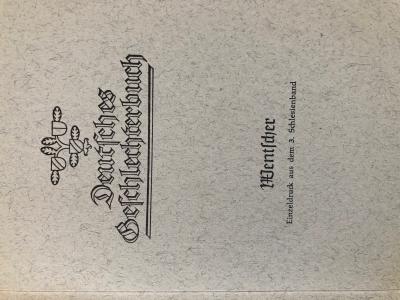 Deutsches
Geschlechterbuch
Wentscher
Einzeldruck aus dem 3. Schlesienband